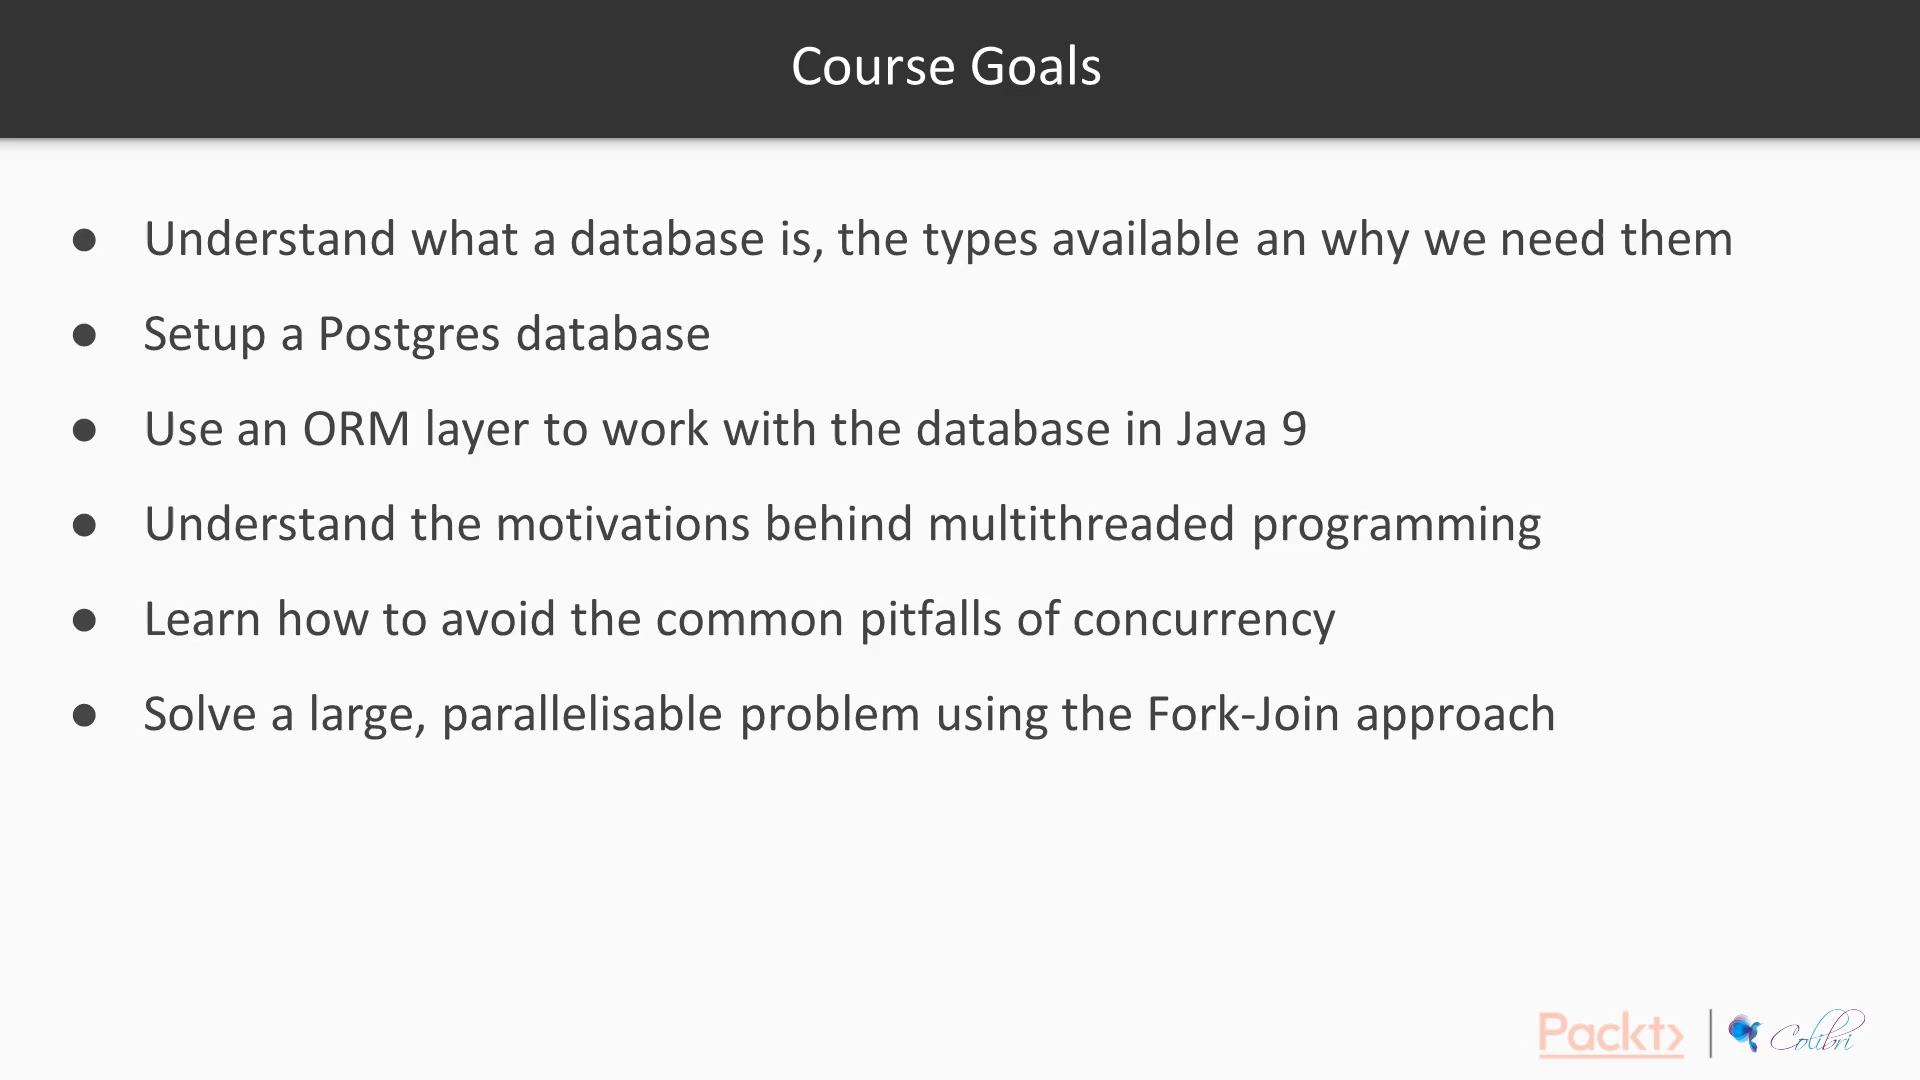 Course Goals
● Understand what a database is, the types available an why we need them
● Setup a Postgres database
● Use an ORM layer to work with the database in Java 9
● Understand the motivations behind multithreaded programming
● Learn how to avoid the common pitfalls of concurrency
● Solve a large, parallelisable problem using the Fork-Join approach
Packt> | Colibri